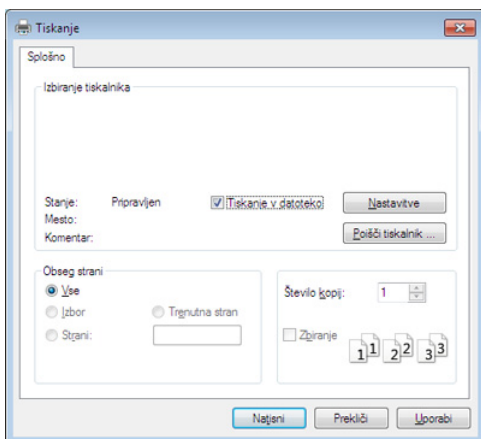 Tiskanje
Splošno
Izbiranje tiskalnika
Stanje: Pripravljen Tiskanje v datoteko Nastavitve
Mesto:
Komentar: Poišči tiskalnik ...
Obseg strani
Vse
Izbor Trenutna stran
Strani:
Število kopij: 1
Zbiranje
1 1 2 2 3 3
Natisni Prekliči Uporabi